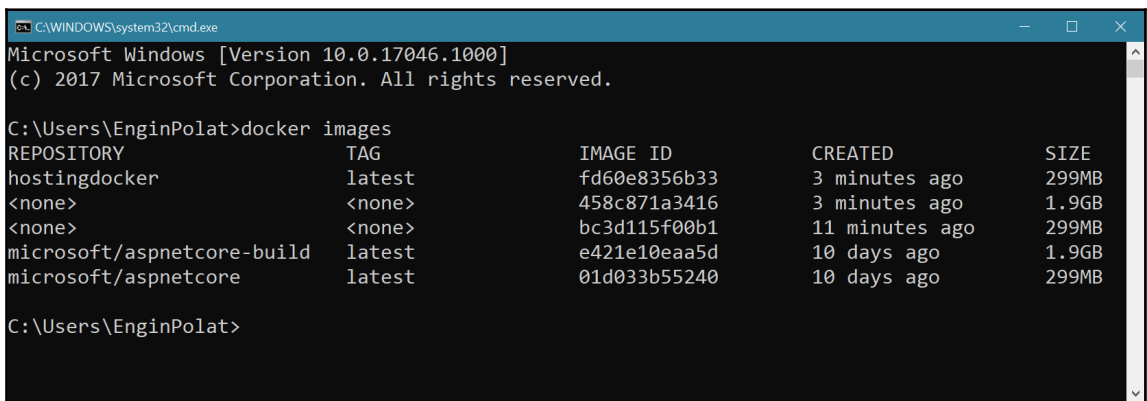 C:\WINDOWS\system32\cmd.exe
Microsoft Windows [Version 10.0.17046.1000]
(c) 2017 Microsoft Corporation. All rights reserved.
C:\Users\EnginPolat>docker images
REPOSITORY TAG IMAGE ID CREATED SIZE
hostingdocker latest fd60e8356b33 3 minutes ago 299MB
<none> <none> 458c871a3416 3 minutes ago 1.9GB
<none> <none> bc3d115f00b1 11 minutes ago 299MB
microsoft/aspnetcore-build latest e421e10eaa5d 10 days ago 1.9GB
microsoft/aspnetcore latest 01d033b55240 10 days ago 299MB
C:\Users\EnginPolat>